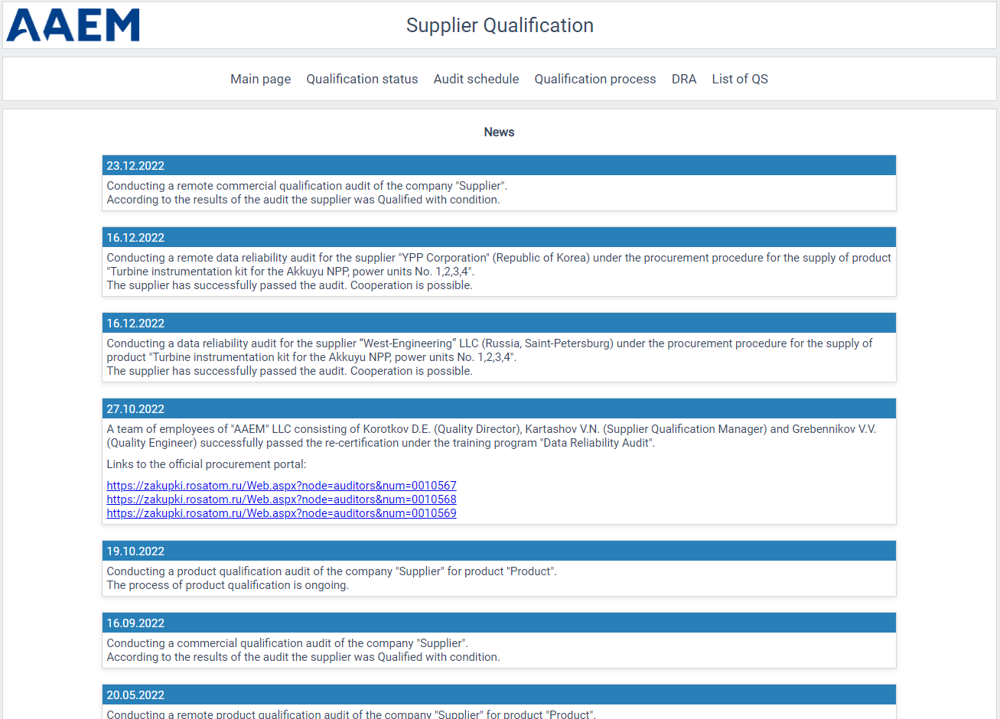 AAEM
Supplier Qualification
Main page Qualification status Audit schedule Qualification process DRA List of QS
News
23.12.2022
Conducting a remote commercial qualification audit of the company "Supplier".
According to the results of the audit the supplier was Qualified with condition.
16.12.2022
Conducting a remote data reliability audit for the supplier "YPP Corporation" (Republic of Korea) under the procurement procedure for the supply of product
"Turbine instrumentation kit for the Akkuyu NPP, power units No. 1,2,3,4".
The supplier has successfully passed the audit. Cooperation is possible.
16.12.2022
Conducting a data reliability audit for the supplier “West-Engineering” LLC (Russia, Saint-Petersburg) under the procurement procedure for the supply of
product "Turbine instrumentation kit for the Akkuyu NPP, power units No. 1,2,3,4".
The supplier has successfully passed the audit. Cooperation is possible.
27.10.2022
A team of employees of "AAEM" LLC consisting of Korotkov D.E. (Quality Director), Kartashov V.N. (Supplier Qualification Manager) and Grebennikov V.V.
(Quality Engineer) successfully passed the re-certification under the training program "Data Reliability Audit".
Links to the official procurement portal:
https://zakupki.rosatom.ru/Web.aspx?node=auditors&num=0010567
https://zakupki.rosatom.ru/Web.aspx?node=auditors&num=0010568
https://zakupki.rosatom.ru/Web.aspx?node=auditors&num=0010569
19.10.2022
Conducting a product qualification audit of the company "Supplier" for product "Product".
The process of product qualification is ongoing.
16.09.2022
Conducting a commercial qualification audit of the company "Supplier".
According to the results of the audit the supplier was Qualified with condition.
20.05.2022
Conducting a remote product qualification audit of the company "Supplier" for product "Product".